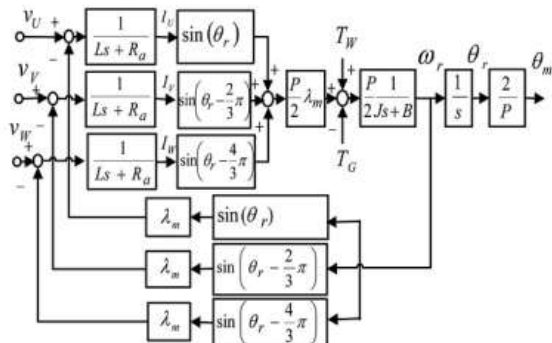 v_U + − 1/(Ls + R_a) I_U sin(θ_r) +
v_V + − 1/(Ls + R_a) I_V sin(θ_r − 2/3 π) +
v_W + − 1/(Ls + R_a) I_W sin(θ_r − 4/3 π) +
P/2 λ_m + T_W + − T_G
P/2 . 1/(Js + B) ω_r 1/s θ_r 2/P θ_m
λ_m sin(θ_r)
λ_m sin(θ_r − 2/3 π)
λ_m sin(θ_r − 4/3 π)